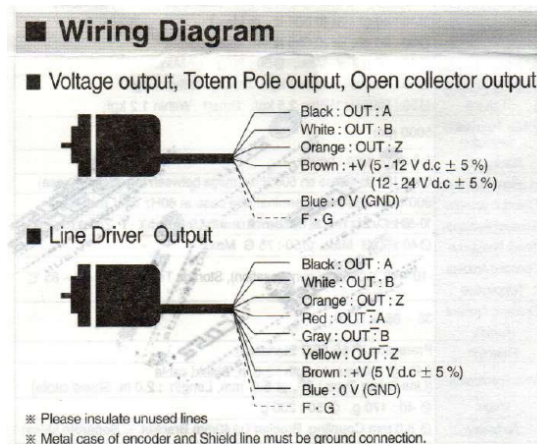 ■ Wiring Diagram
■ Voltage output, Totem Pole output, Open collector output
Black : OUT : A
White : OUT : B
Orange : OUT : Z
Brown : +V (5 - 12 V d.c ± 5 %)
(12 - 24 V d.c ± 5 %)
Blue : 0 V (GND)
F · G
■ Line Driver Output
Black : OUT : A
White : OUT : B
Orange : OUT : Z
Red : OUT : A̅
Gray : OUT : B̅
Yellow : OUT : Z̅
Brown : +V (5 V d.c ± 5 %)
Blue : 0 V (GND)
F · G
※ Please insulate unused lines
※ Metal case of encoder and Shield line must be ground connection.